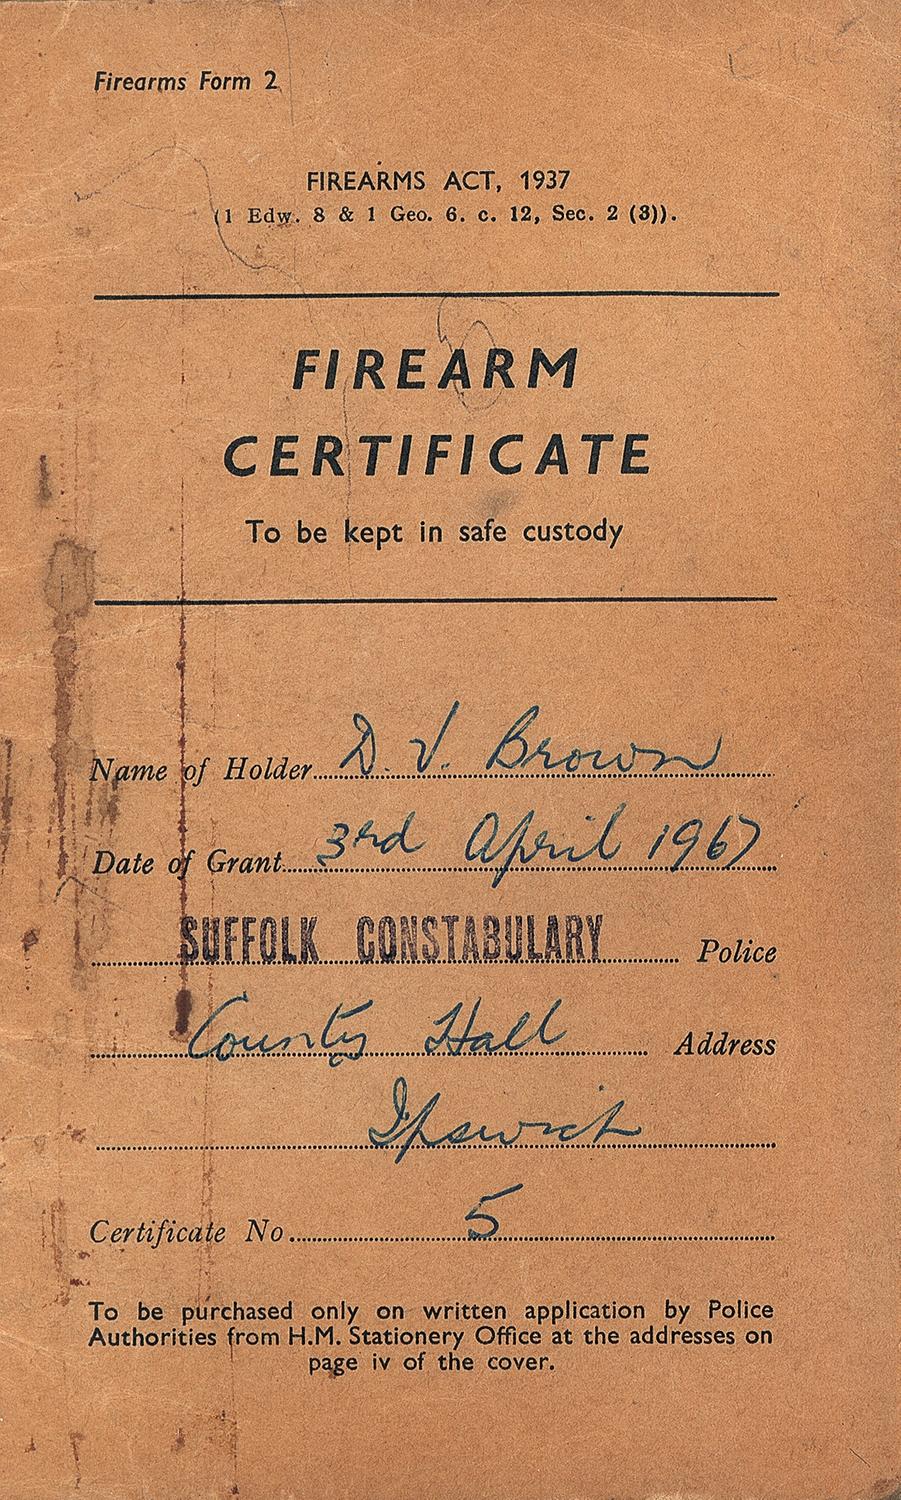 Firearms Form 2
FIREARMS ACT, 1937
(1 Edw. 8 & 1 Geo. 6. c. 12, Sec. 2 (3)).
FIREARM
CERTIFICATE
To be kept in safe custody
Name of Holder D. V. Brown
Date of Grant 3rd April 1967
SUFFOLK CONSTABULARY Police
County Hall Address
Ipswich
Certificate No. 5
To be purchased only on written application by Police
Authorities from H.M. Stationery Office at the addresses on
page iv of the cover.